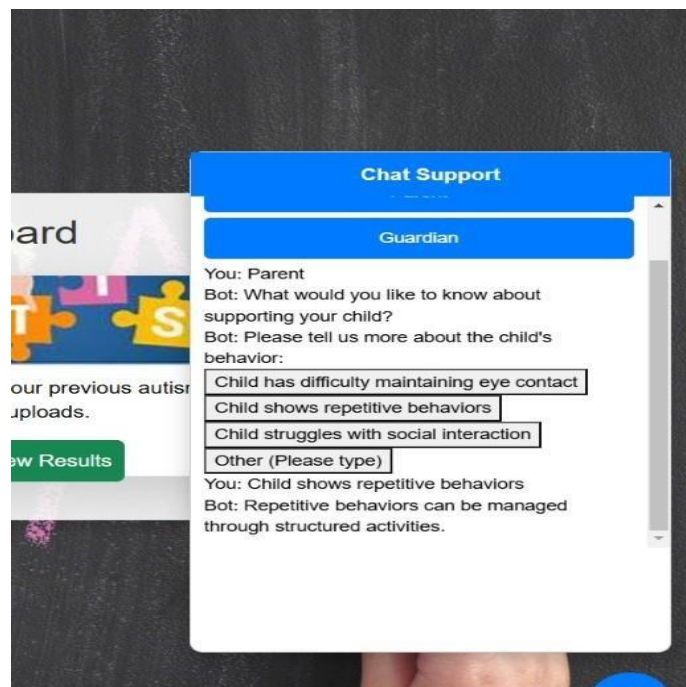 Chat Support
Guardian
You: Parent
Bot: What would you like to know about
supporting your child?
Bot: Please tell us more about the child's
behavior:
Child has difficulty maintaining eye contact
Child shows repetitive behaviors
Child struggles with social interaction
Other (Please type)
You: Child shows repetitive behaviors
Bot: Repetitive behaviors can be managed
through structured activities.
ard
T I S
our previous autis
uploads.
ew Results